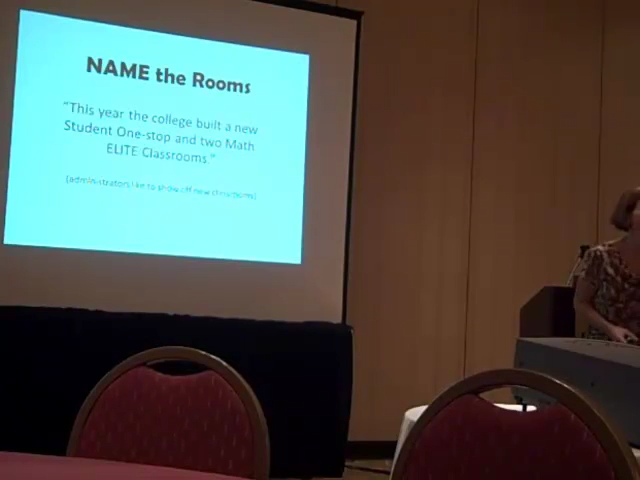 NAME the Rooms
“This year the college built a new
Student One-stop and two Math
ELITE Classrooms.”
(administrators like to show off new classrooms)